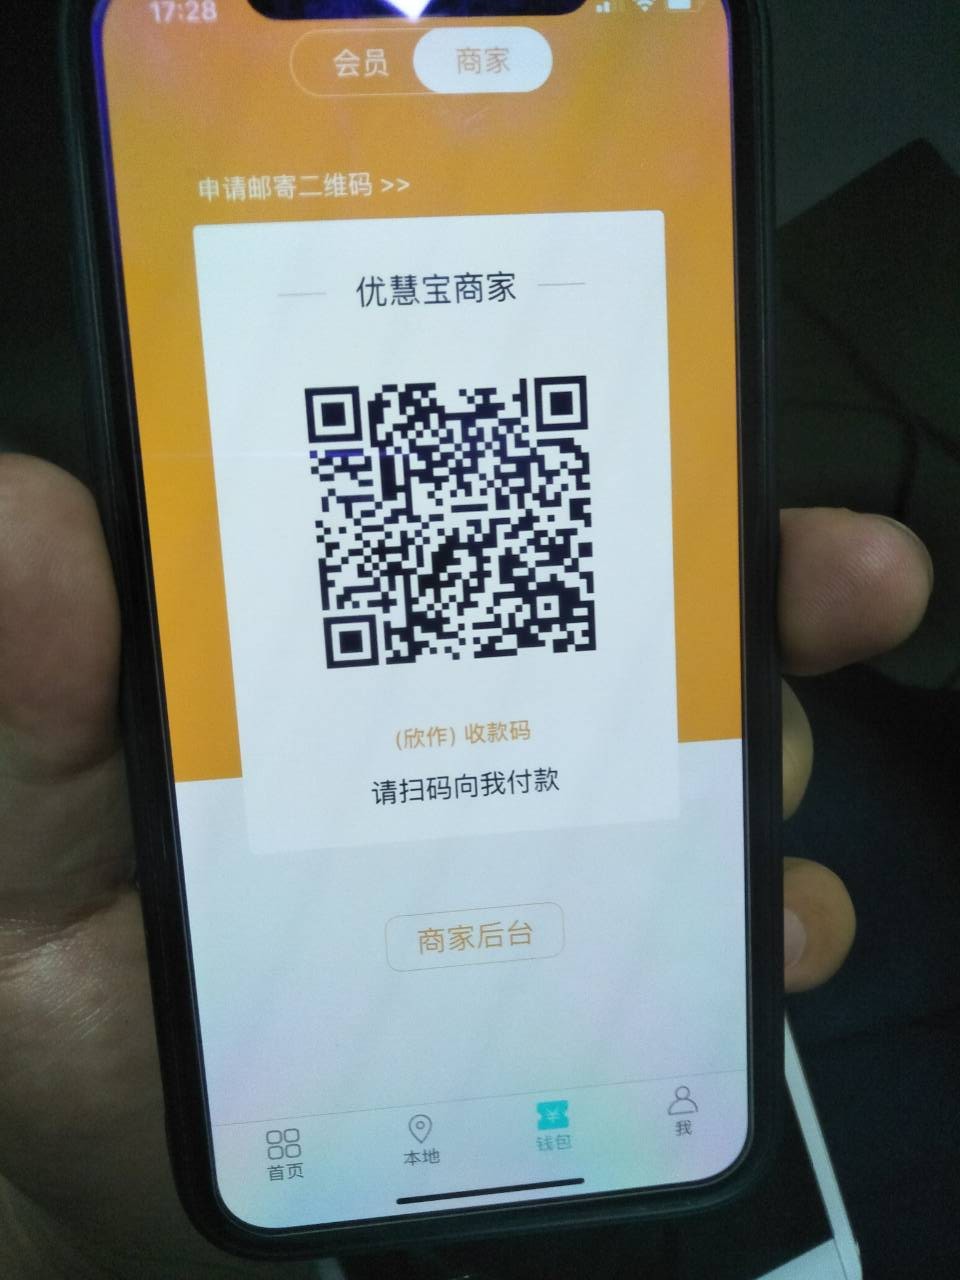 17:28
会员 商家
申请邮寄二维码 >>
优慧宝商家
(欣作) 收款码
请扫码向我付款
商家后台
首页 本地 钱包 我